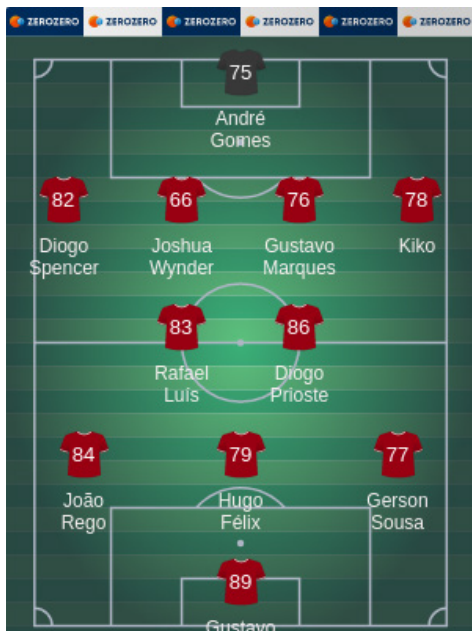 ZEROZERO ZEROZERO ZEROZERO ZEROZERO ZEROZERO ZEROZERO
75
André
Gomes
82 66 76 78
Diogo Joshua Gustavo Kiko
Spencer Wynder Marques
83 86
Rafael Diogo
Luís Prioste
84 79 77
João Hugo Gerson
Rego Félix Sousa
89
Gustavo